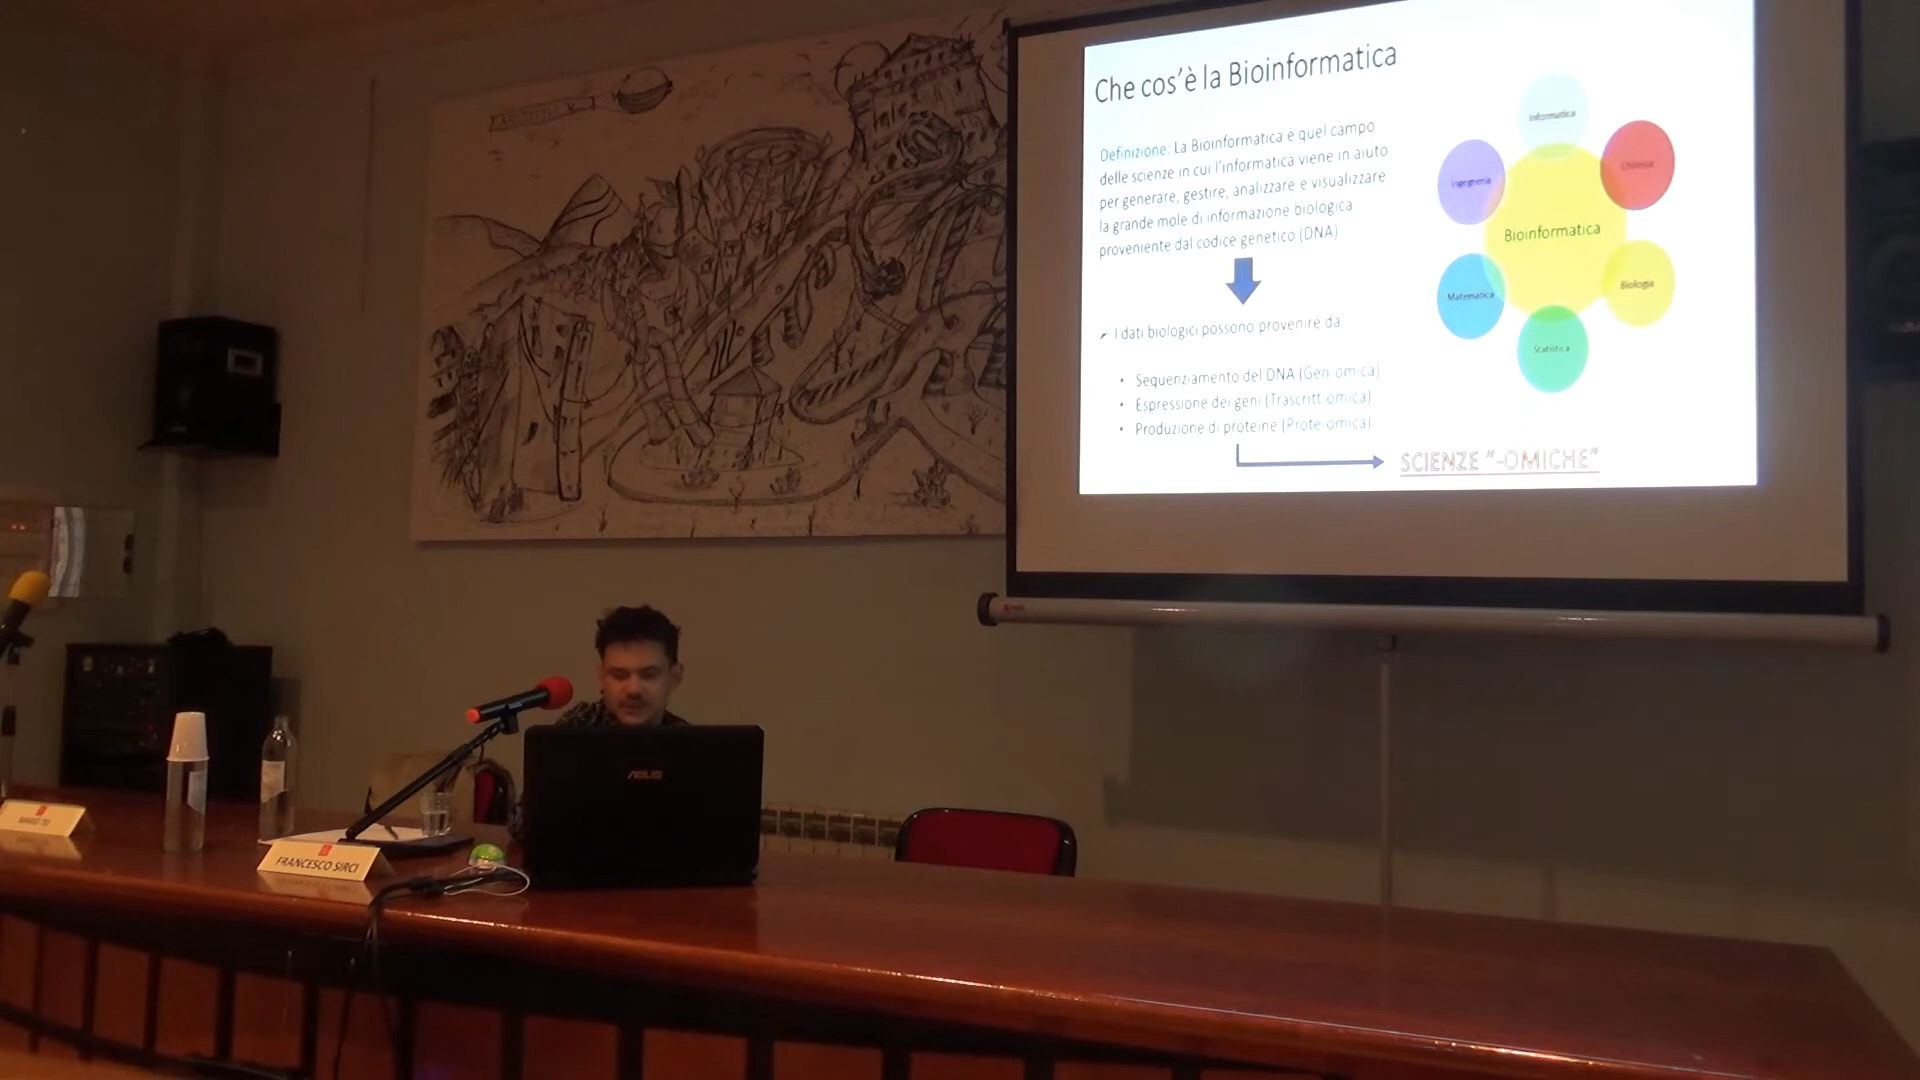 Che cos'è la Bioinformatica
Definizione: La Bioinformatica è quel campo
delle scienze in cui l'informatica viene in aiuto
per generare, gestire, analizzare e visualizzare
la grande mole di informazione biologica
proveniente dal codice genetico (DNA)
➢ I dati biologici possono provenire da
• Sequenziamento del DNA (Gen omica)
• Espressione dei geni (Trascritt omica)
• Produzione di proteine (Prote omica)
SCIENZE "-OMICHE"
Informatica
Chimica
Ingegneria
Bioinformatica
Biologia
Matematica
Statistica
ASUS
FRANCESCO SIRCI